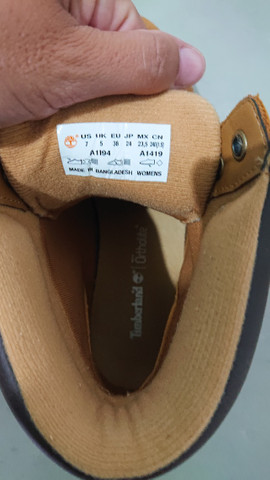 US UK EU JP MX CN
7 5 38 24 23,5 240(1.5)
A1194 A1419
MADE IN BANGLADESH WOMENS
Timberland Ortholite